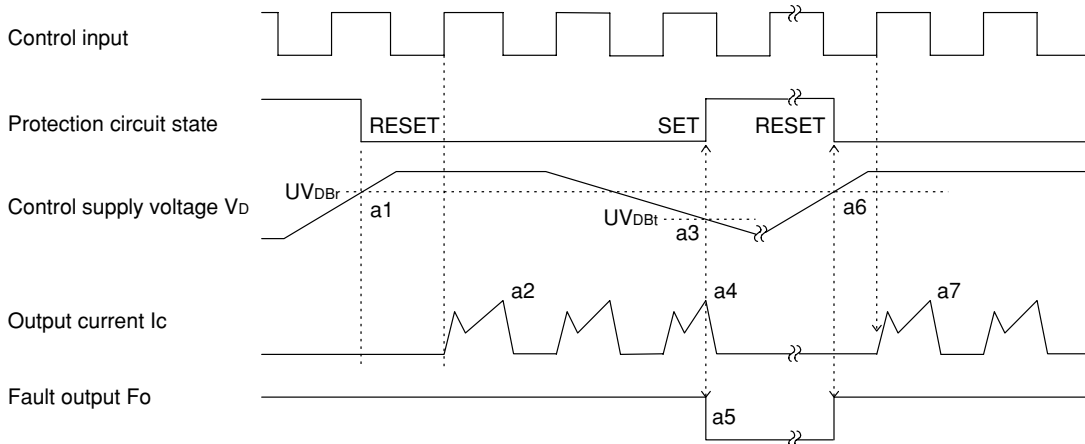 Control input
Protection circuit state
RESET
SET
RESET
UVDBr
Control supply voltage VD
a1
UVDBt
a3
a6
Output current Ic
a2
a4
a7
Fault output Fo
a5